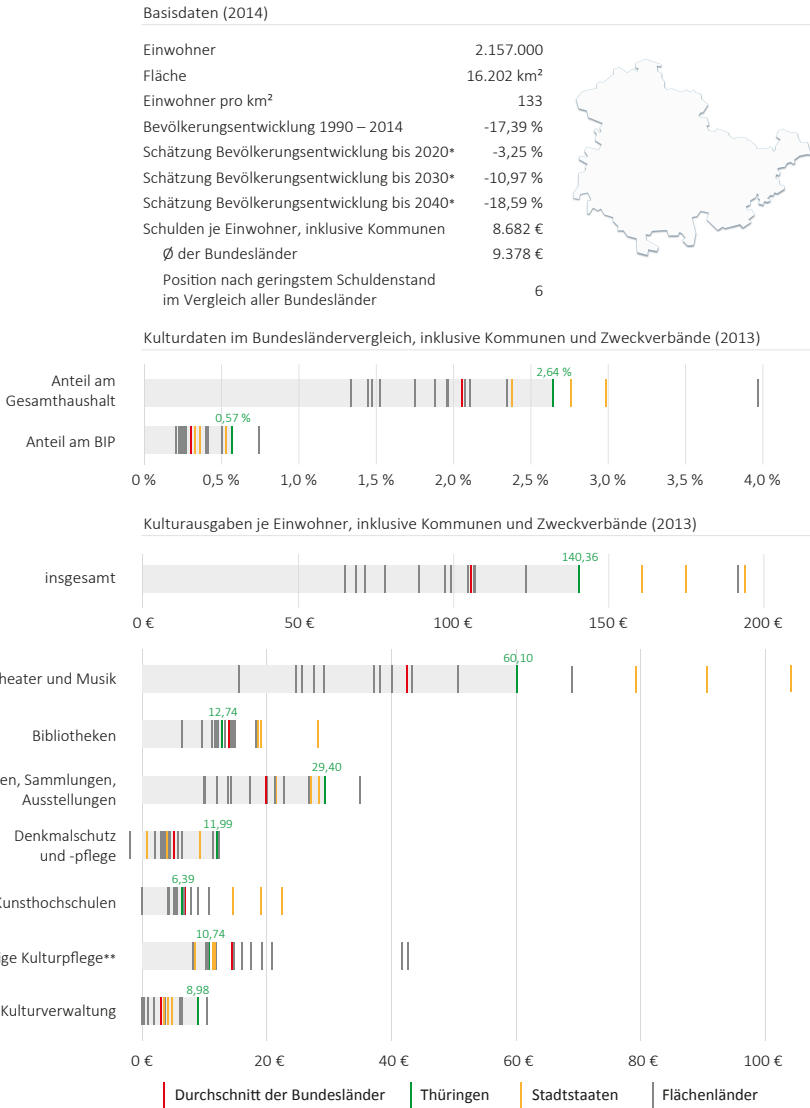 Basisdaten (2014)
Einwohner 2.157.000
Fläche 16.202 km²
Einwohner pro km² 133
Bevölkerungsentwicklung 1990 – 2014 -17,39 %
Schätzung Bevölkerungsentwicklung bis 2020* -3,25 %
Schätzung Bevölkerungsentwicklung bis 2030* -10,97 %
Schätzung Bevölkerungsentwicklung bis 2040* -18,59 %
Schulden je Einwohner, inklusive Kommunen 8.682 €
Ø der Bundesländer 9.378 €
Position nach geringstem Schuldenstand
im Vergleich aller Bundesländer 6
Kulturdaten im Bundesländervergleich, inklusive Kommunen und Zweckverbände (2013)
Anteil am
Gesamthaushalt
2,64 %
Anteil am BIP
0,57 %
0 % 0,5 % 1,0 % 1,5 % 2,0 % 2,5 % 3,0 % 3,5 % 4,0 %
Kulturausgaben je Einwohner, inklusive Kommunen und Zweckverbände (2013)
insgesamt
140,36
0 € 50 € 100 € 150 € 200 €
heater und Musik
60,10
Bibliotheken
12,74
en, Sammlungen,
Ausstellungen
29,40
Denkmalschutz
und -pflege
11,99
Kunsthochschulen
6,39
ige Kulturpflege**
10,74
Kulturverwaltung
8,98
0 € 20 € 40 € 60 € 80 € 100 €
Durchschnitt der Bundesländer Thüringen Stadtstaaten Flächenländer